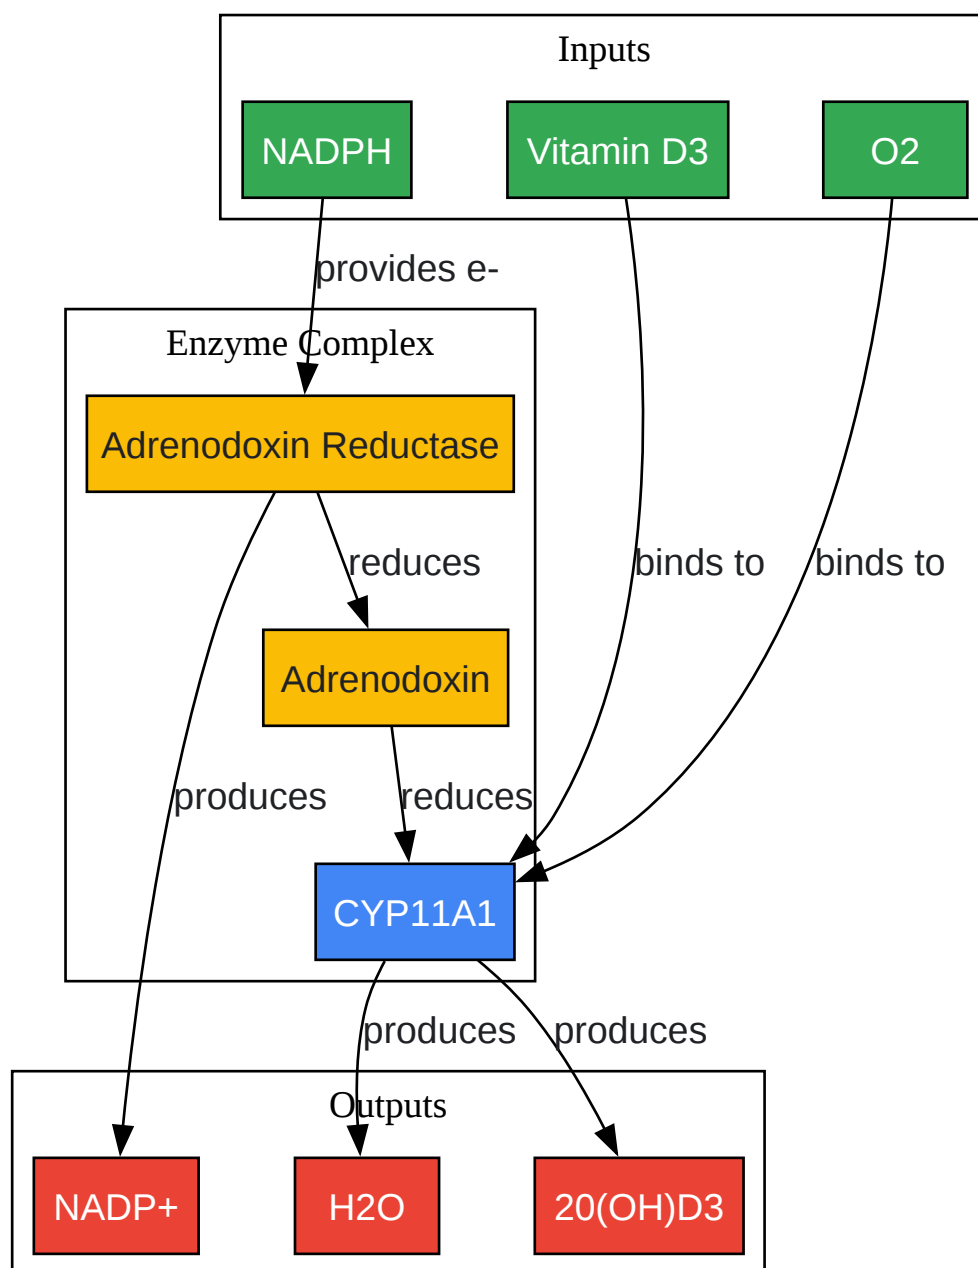 Inputs
NADPH
Vitamin D3
O2
provides e-
Enzyme Complex
Adrenodoxin Reductase
reduces
binds to
binds to
Adrenodoxin
produces
reduces
CYP11A1
produces
produces
Outputs
NADP+
H2O
20(OH)D3